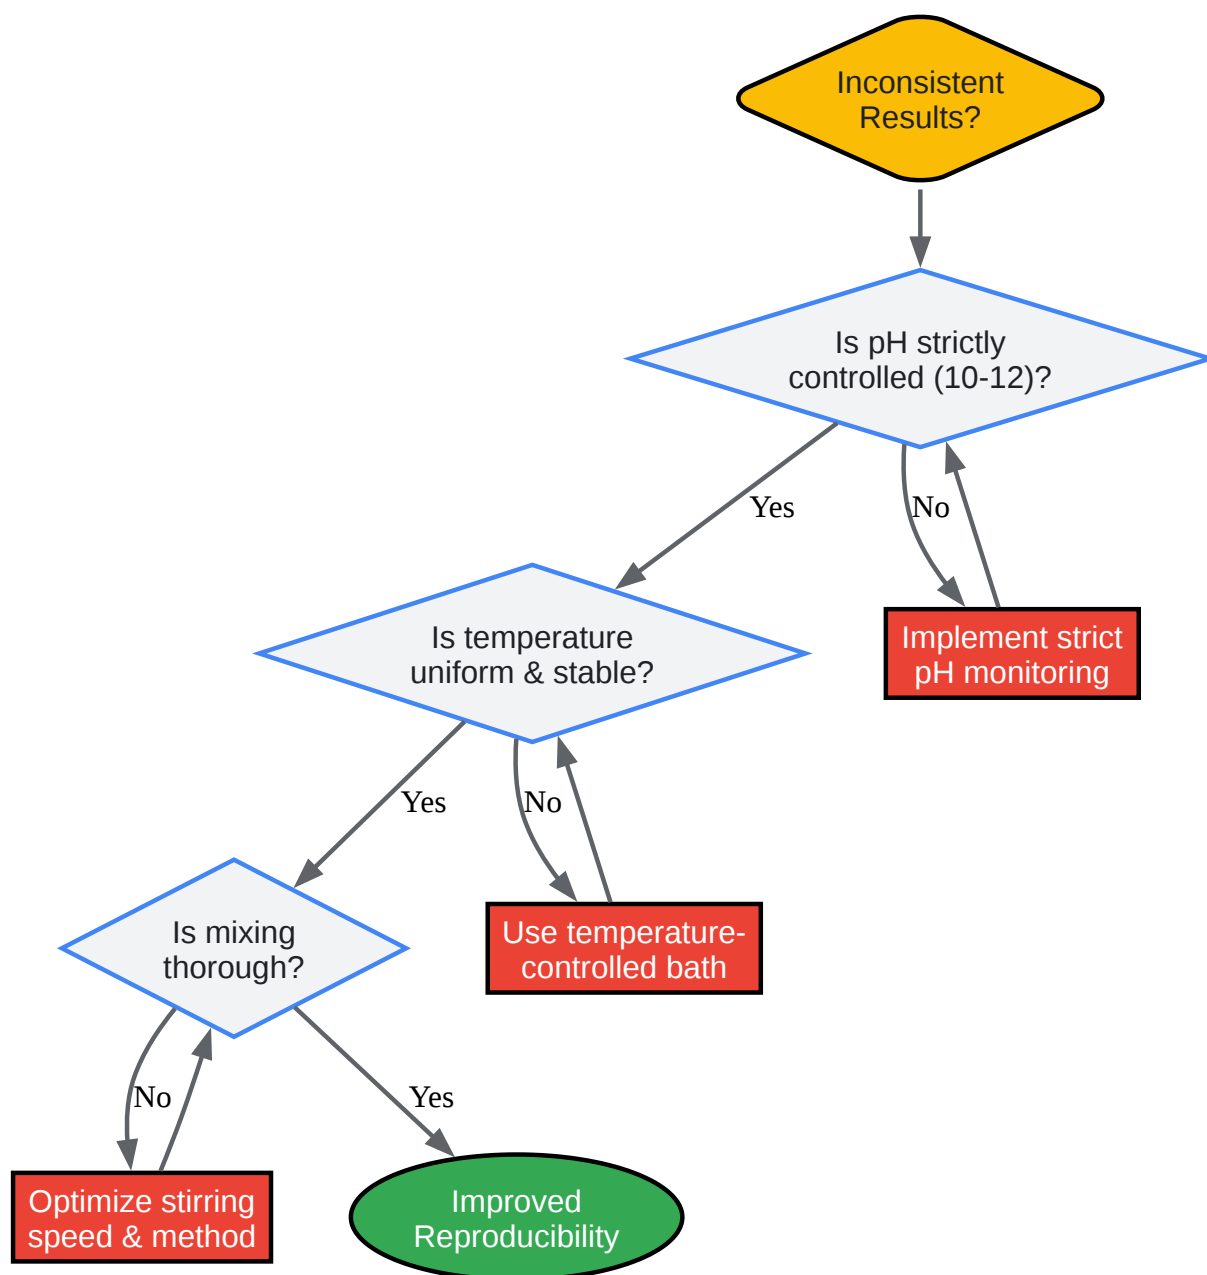 Inconsistent
Results?
Is pH strictly
controlled (10-12)?
Yes
No
Is temperature
uniform & stable?
Implement strict
pH monitoring
Yes
No
Is mixing
thorough?
Use temperature-
controlled bath
No
Yes
Optimize stirring
speed & method
Improved
Reproducibility